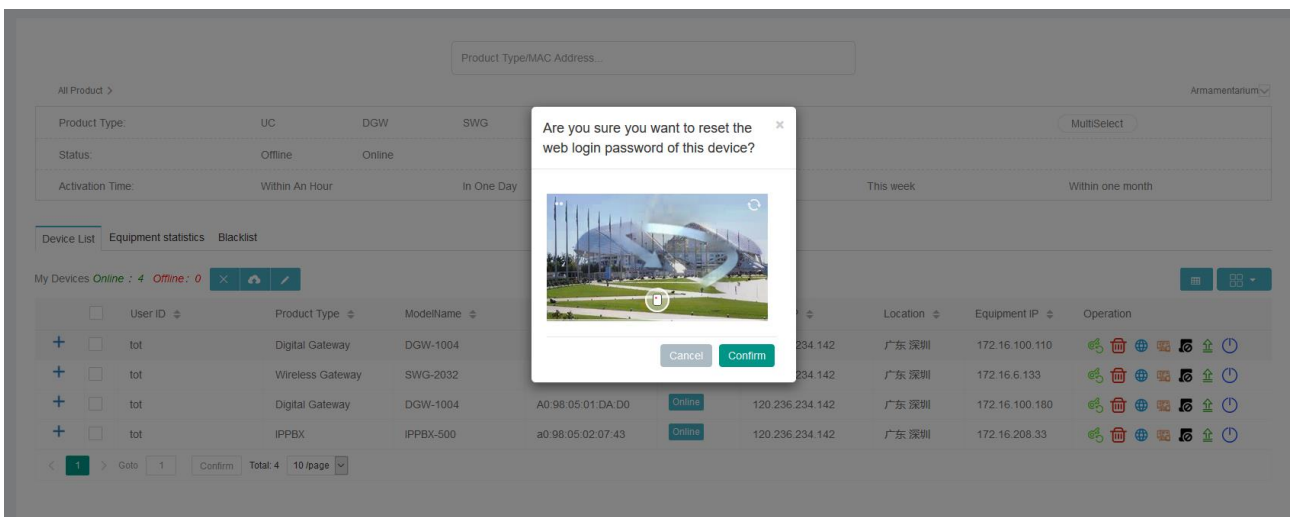 Product Type/MAC Address...
All Product >
Armamentarium
Product Type: UC DGW SWG MultiSelect
Status: Offline Online
Activation Time: Within An Hour In One Day This week Within one month
Are you sure you want to reset the ×
web login password of this device?
Cancel Confirm
Device List Equipment statistics Blacklist
My Devices Online : 4 Offline : 0
User ID Product Type ModelName Location Equipment IP Operation
tot Digital Gateway DGW-1004 234.142 广东 深圳 172.16.100.110
tot Wireless Gateway SWG-2032 234.142 广东 深圳 172.16.6.133
tot Digital Gateway DGW-1004 A0:98:05:01:DA:D0 Online 120.236.234.142 广东 深圳 172.16.100.180
tot IPPBX IPPBX-500 a0:98:05:02:07:43 Online 120.236.234.142 广东 深圳 172.16.208.33
< 1 > Goto 1 Confirm Total: 4 10 /page